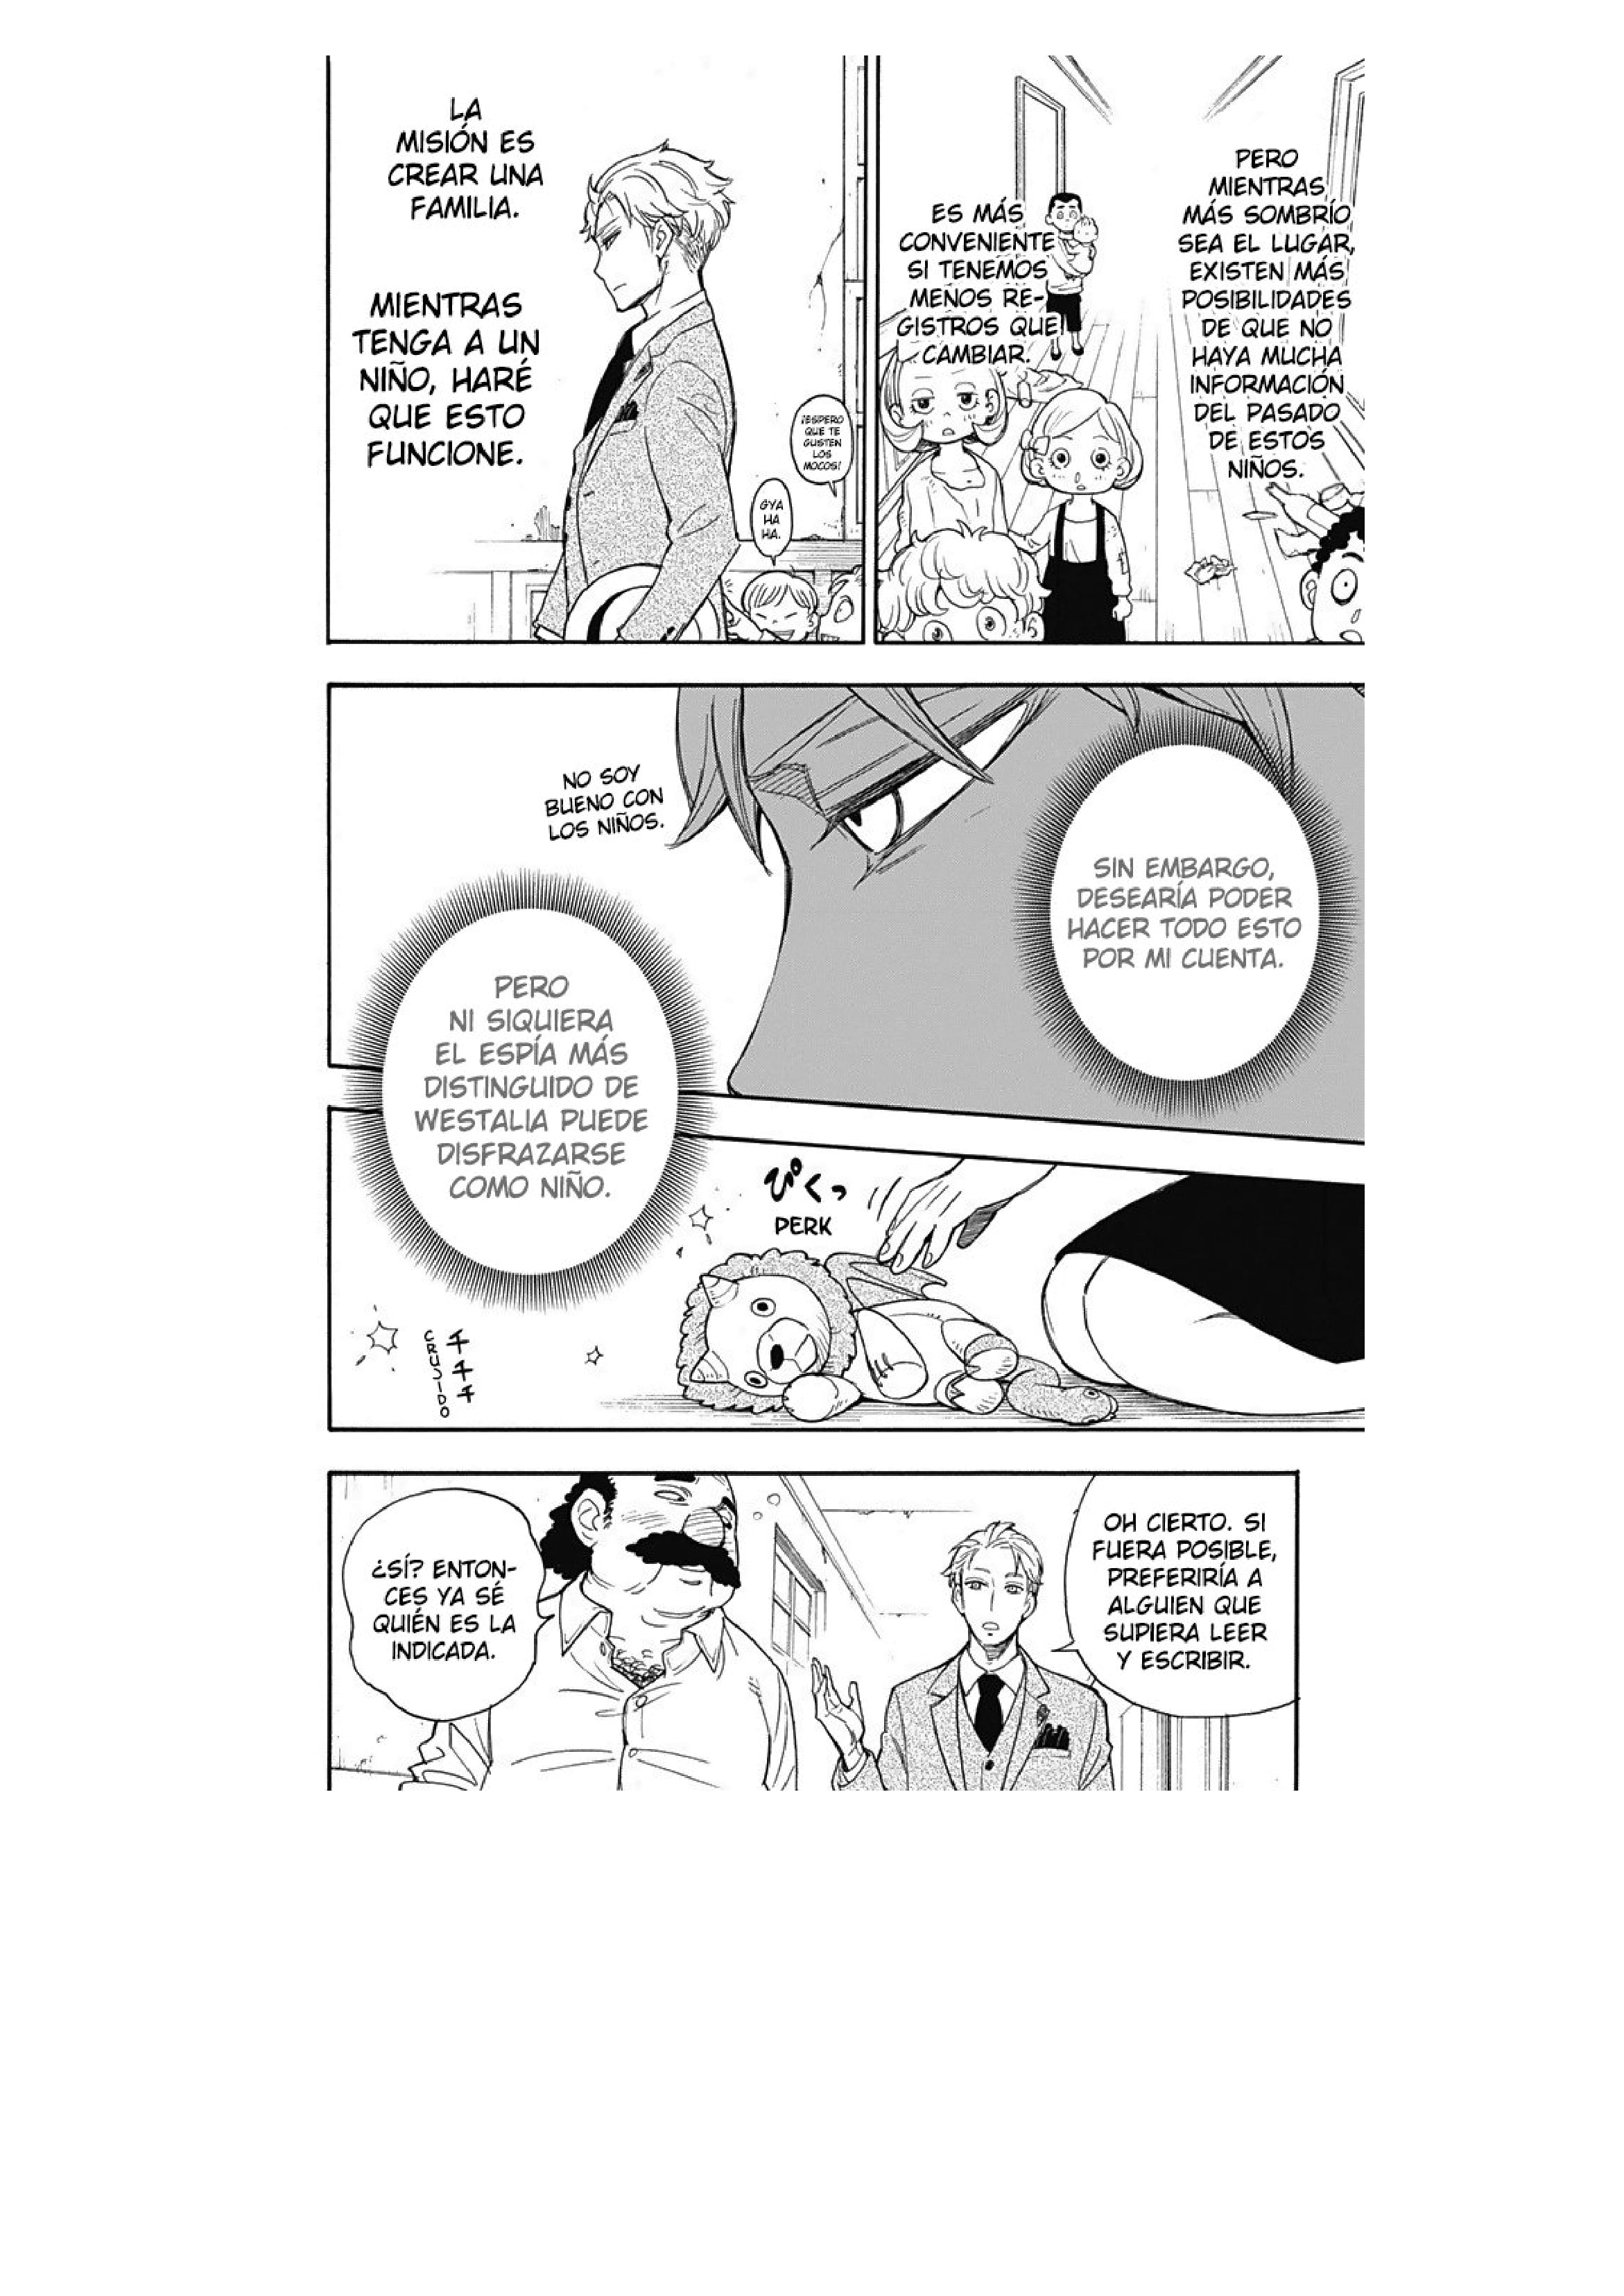 PERO
MIENTRAS
MÁS SOMBRÍO
SEA EL LUGAR,
EXISTEN MÁS
POSIBILIDADES
DE QUE NO
HAYA MUCHA
INFORMACIÓN
DEL PASADO
DE ESTOS
NIÑOS.
ES MÁS
CONVENIENTE
SI TENEMOS
MENOS RE-
GISTROS QUE
CAMBIAR.
LA
MISIÓN ES
CREAR UNA
FAMILIA.
MIENTRAS
TENGA A UN
NIÑO, HARÉ
QUE ESTO
FUNCIONE.
¡ESPERO
QUE TE
GUSTEN
LOS
MOCOS!
GYA
HA
HA.
SIN EMBARGO,
DESEARÍA PODER
HACER TODO ESTO
POR MI CUENTA.
NO SOY
BUENO CON
LOS NIÑOS.
PERO
NI SIQUIERA
EL ESPÍA MÁS
DISTINGUIDO DE
WESTALIA PUEDE
DISFRAZARSE
COMO NIÑO.
ぴくっ
PERK
チチチ
CRUJIDO
OH CIERTO. SI
FUERA POSIBLE,
PREFERIRÍA A
ALGUIEN QUE
SUPIERA LEER
Y ESCRIBIR.
¿SÍ? ENTON-
CES YA SÉ
QUIÉN ES LA
INDICADA.